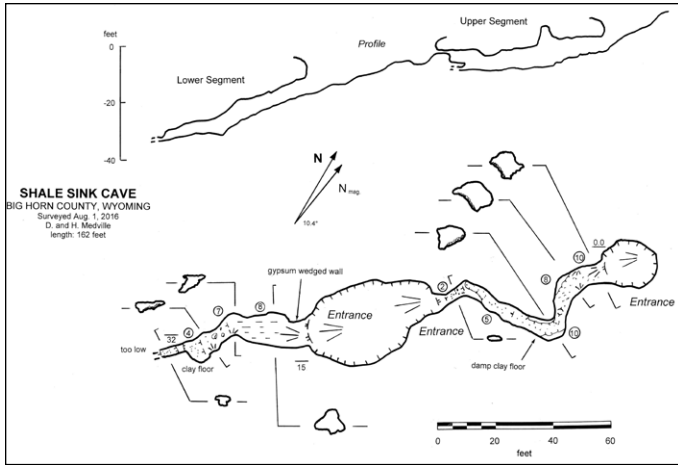 feet
0
-20
-40
Profile
Upper Segment
Lower Segment
SHALE SINK CAVE
BIG HORN COUNTY, WYOMING
Surveyed Aug. 1, 2016
D. and H. Medville
length: 162 feet
N
N mag.
10.4°
gypsum wedged wall
0.0
10
8
2
7
6
4
32
Entrance
Entrance
Entrance
5
10
too low
clay floor
15
damp clay floor
0 20 40 60
feet